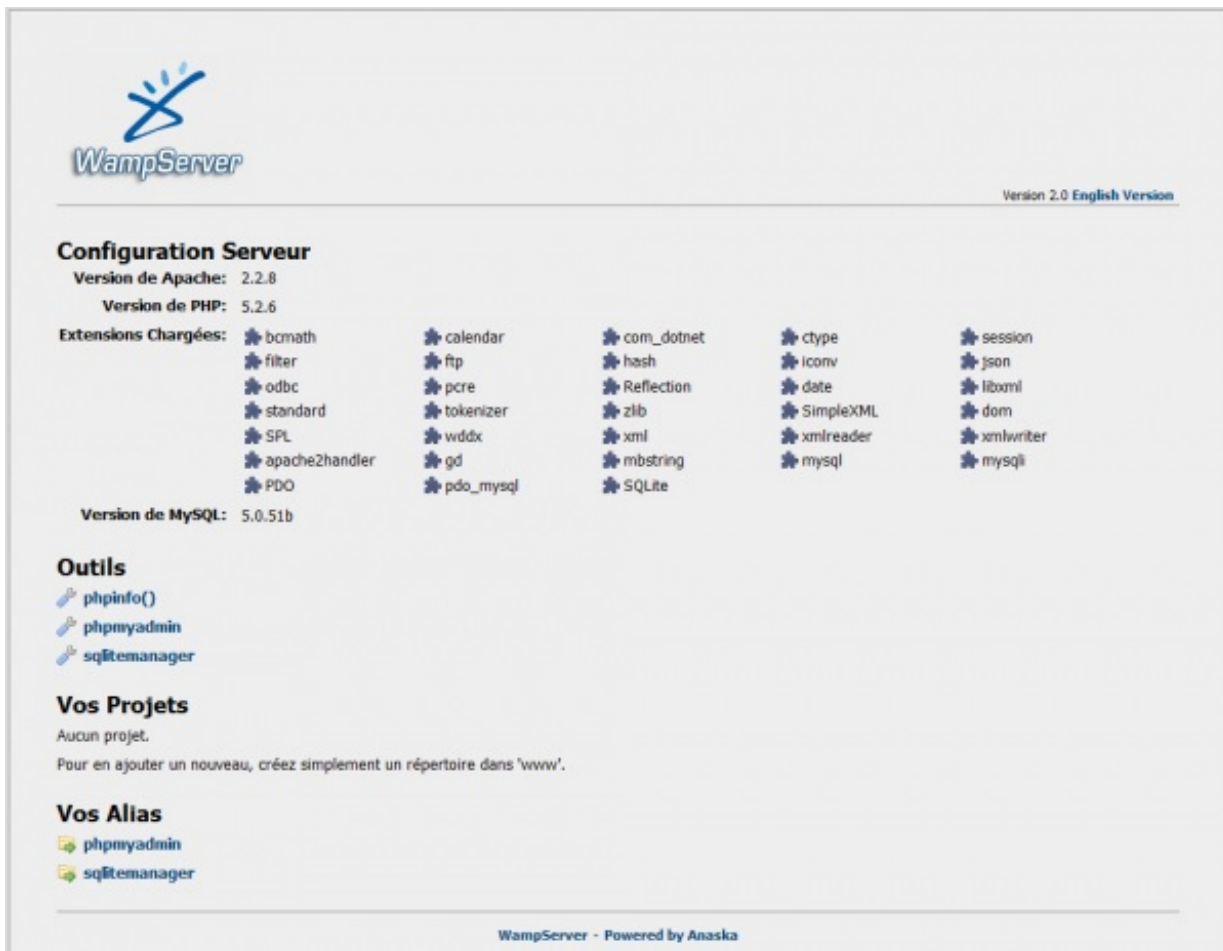 WampServer
Version 2.0 English Version
Configuration Serveur
Version de Apache: 2.2.8
Version de PHP: 5.2.6
Extensions Chargées: bcmath calendar com_dotnet ctype session
filter ftp hash iconv json
odbc pcre Reflection date libxml
standard tokenizer zlib SimpleXML dom
SPL wddx xml xmlreader xmlwriter
apache2handler gd mbstring mysql mysqli
PDO pdo_mysql SQLite
Version de MySQL: 5.0.51b
Outils
phpinfo()
phpmyadmin
sqlitemanager
Vos Projets
Aucun projet.
Pour en ajouter un nouveau, créez simplement un répertoire dans 'www'.
Vos Alias
phpmyadmin
sqlitemanager
WampServer - Powered by Anaska